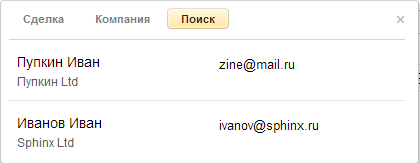 Сделка Компания Поиск ×
Пупкин Иван zine@mail.ru
Пупкин Ltd
Иванов Иван ivanov@sphinx.ru
Sphinx Ltd